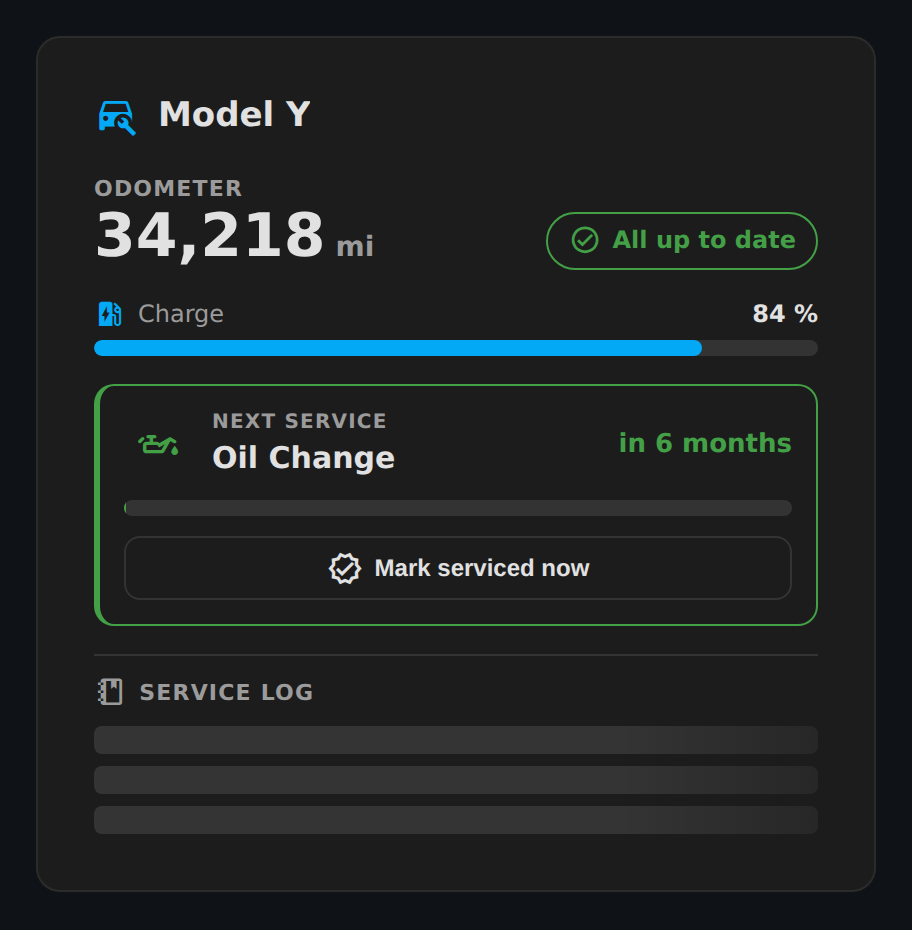 Model Y
ODOMETER
34,218 mi
All up to date
Charge
84 %
NEXT SERVICE
Oil Change
in 6 months
Mark serviced now
SERVICE LOG